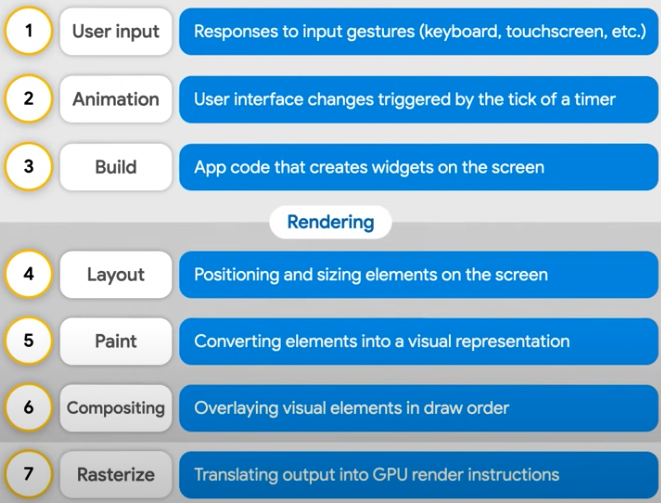 1 User input Responses to input gestures (keyboard, touchscreen, etc.)
2 Animation User interface changes triggered by the tick of a timer
3 Build App code that creates widgets on the screen
Rendering
4 Layout Positioning and sizing elements on the screen
5 Paint Converting elements into a visual representation
6 Compositing Overlaying visual elements in draw order
7 Rasterize Translating output into GPU render instructions